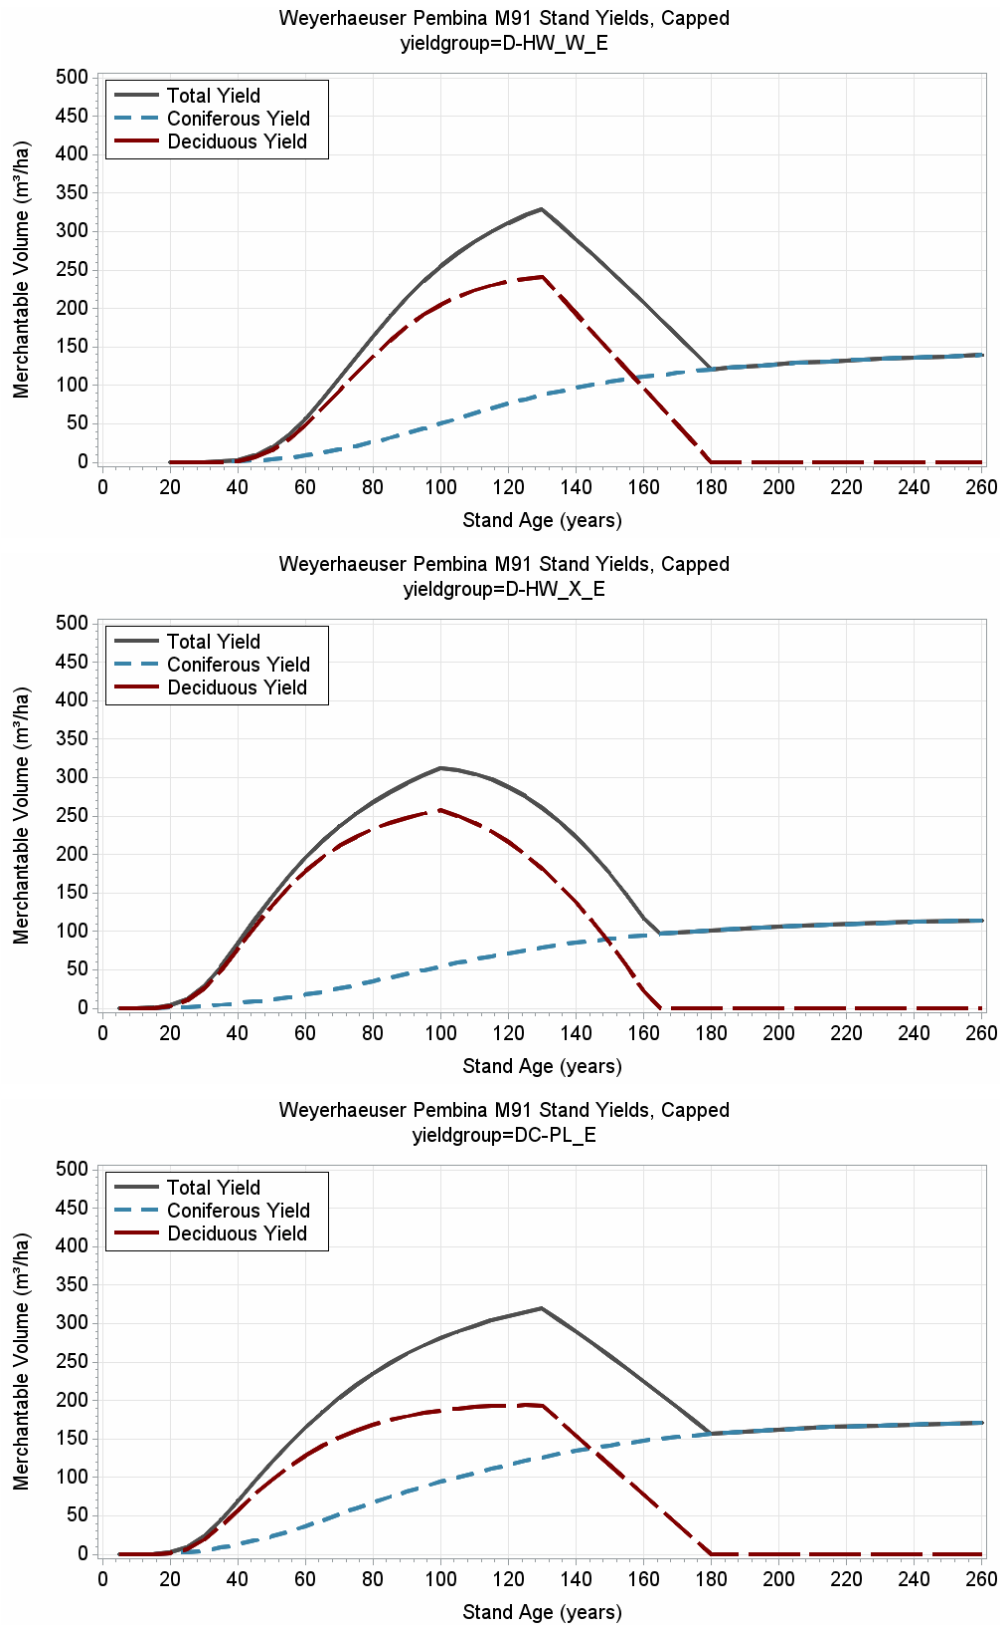 Weyerhaeuser Pembina M91 Stand Yields, Capped
yieldgroup=D-HW_W_E
Total Yield
Coniferous Yield
Deciduous Yield
Merchantable Volume (m³/ha)
500
450
400
350
300
250
200
150
100
50
0
0 20 40 60 80 100 120 140 160 180 200 220 240 260
Stand Age (years)
Weyerhaeuser Pembina M91 Stand Yields, Capped
yieldgroup=D-HW_X_E
Total Yield
Coniferous Yield
Deciduous Yield
Merchantable Volume (m³/ha)
500
450
400
350
300
250
200
150
100
50
0
0 20 40 60 80 100 120 140 160 180 200 220 240 260
Stand Age (years)
Weyerhaeuser Pembina M91 Stand Yields, Capped
yieldgroup=DC-PL_E
Total Yield
Coniferous Yield
Deciduous Yield
Merchantable Volume (m³/ha)
500
450
400
350
300
250
200
150
100
50
0
0 20 40 60 80 100 120 140 160 180 200 220 240 260
Stand Age (years)